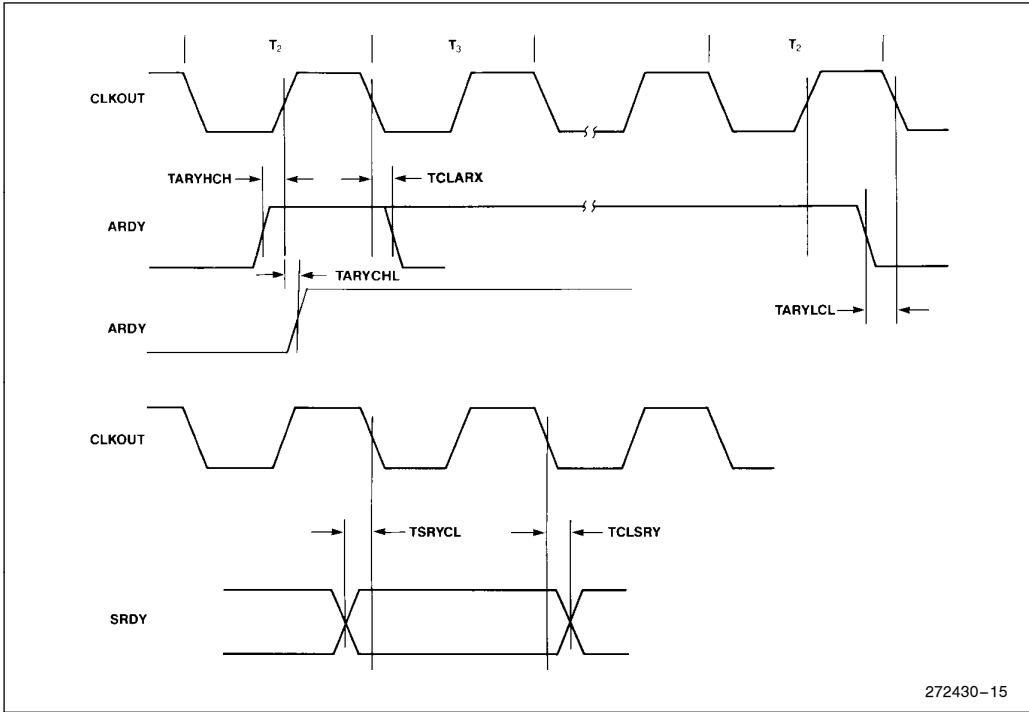 T2 T3 T2
CLKOUT
TARYHCH TCLARX
ARDY
TARYCHL
TARYLCL
ARDY
CLKOUT
TSRYCL TCLSRY
SRDY
272430–15